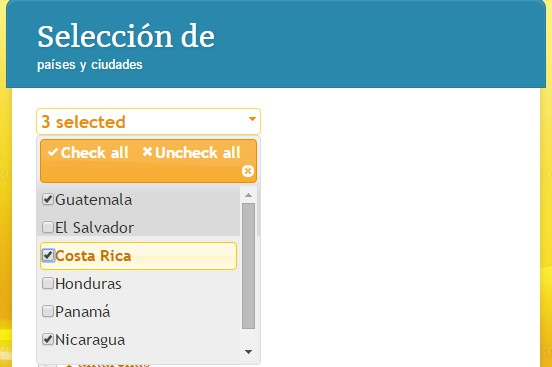 Selección de
países y ciudades
3 selected
Check all Uncheck all
Guatemala
El Salvador
Costa Rica
Honduras
Panamá
Nicaragua